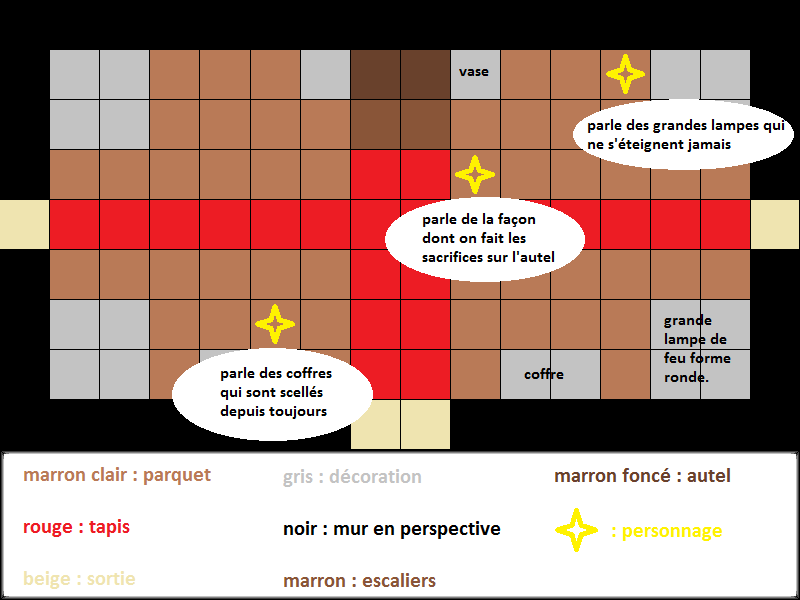 vase
parle des grandes lampes qui
ne s'éteignent jamais
parle de la façon
dont on fait les
sacrifices sur l'autel
grande
lampe de
feu forme
ronde.
parle des coffres
qui sont scellés
depuis toujours
coffre
marron clair : parquet
gris : décoration
marron foncé : autel
rouge : tapis
noir : mur en perspective
: personnage
beige : sortie
marron : escaliers